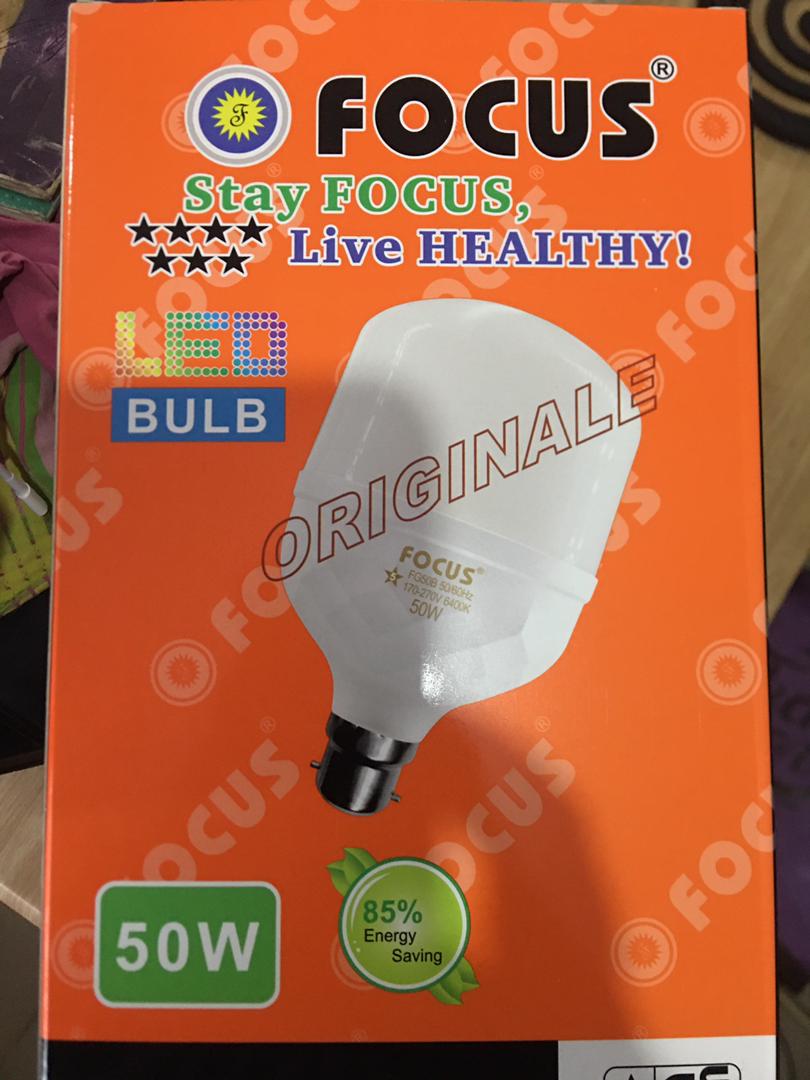 FOCUS®
Stay FOCUS,
Live HEALTHY!
LED
BULB
ORIGINALE
FOCUS®
5 FG50B 50/60Hz
170-270V 6400K
50W
50W
85%
Energy
Saving